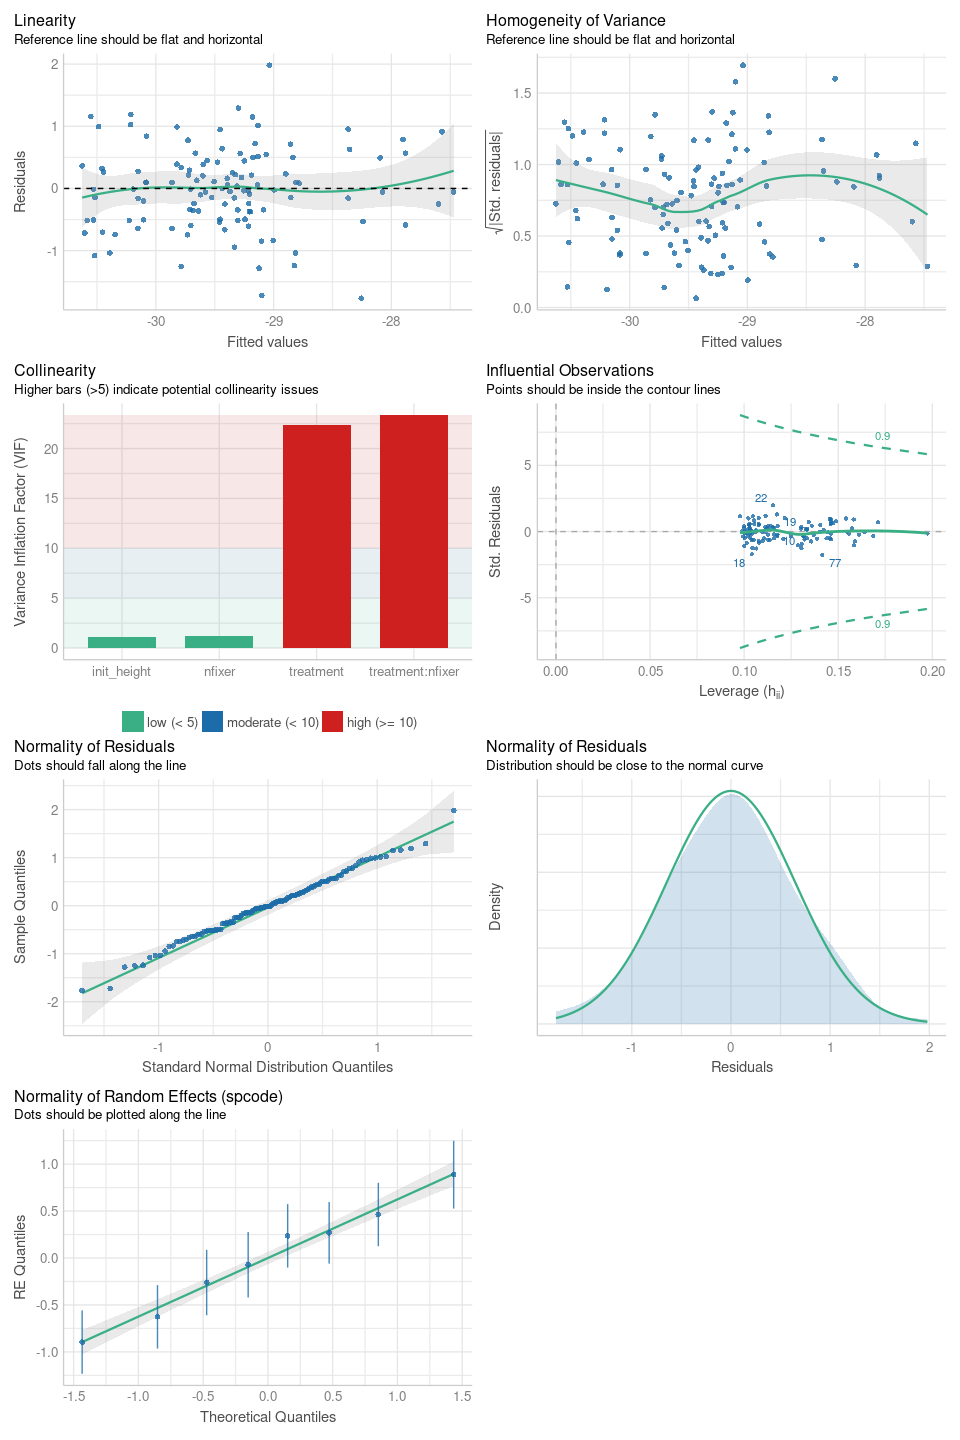 Linearity
Reference line should be flat and horizontal
Residuals
2
1
0
-1
-30
-29
-28
Fitted values
Homogeneity of Variance
Reference line should be flat and horizontal
√|Std. residuals|
1.5
1.0
0.5
0.0
-30
-29
-28
Fitted values
Collinearity
Higher bars (>5) indicate potential collinearity issues
Variance Inflation Factor (VIF)
20
15
10
5
0
init_height
nfixer
treatment
treatment:nfixer
low (< 5)
moderate (< 10)
high (>= 10)
Influential Observations
Points should be inside the contour lines
Std. Residuals
5
0
-5
0.9
22
19
10
18
77
0.9
0.00
0.05
0.10
0.15
0.20
Leverage (hii)
Normality of Residuals
Dots should fall along the line
Sample Quantiles
2
1
0
-1
-2
-1
0
1
Standard Normal Distribution Quantiles
Normality of Residuals
Distribution should be close to the normal curve
Density
-1
0
1
2
Residuals
Normality of Random Effects (spcode)
Dots should be plotted along the line
RE Quantiles
1.0
0.5
0.0
-0.5
-1.0
-1.5
-1.0
-0.5
0.0
0.5
1.0
1.5
Theoretical Quantiles